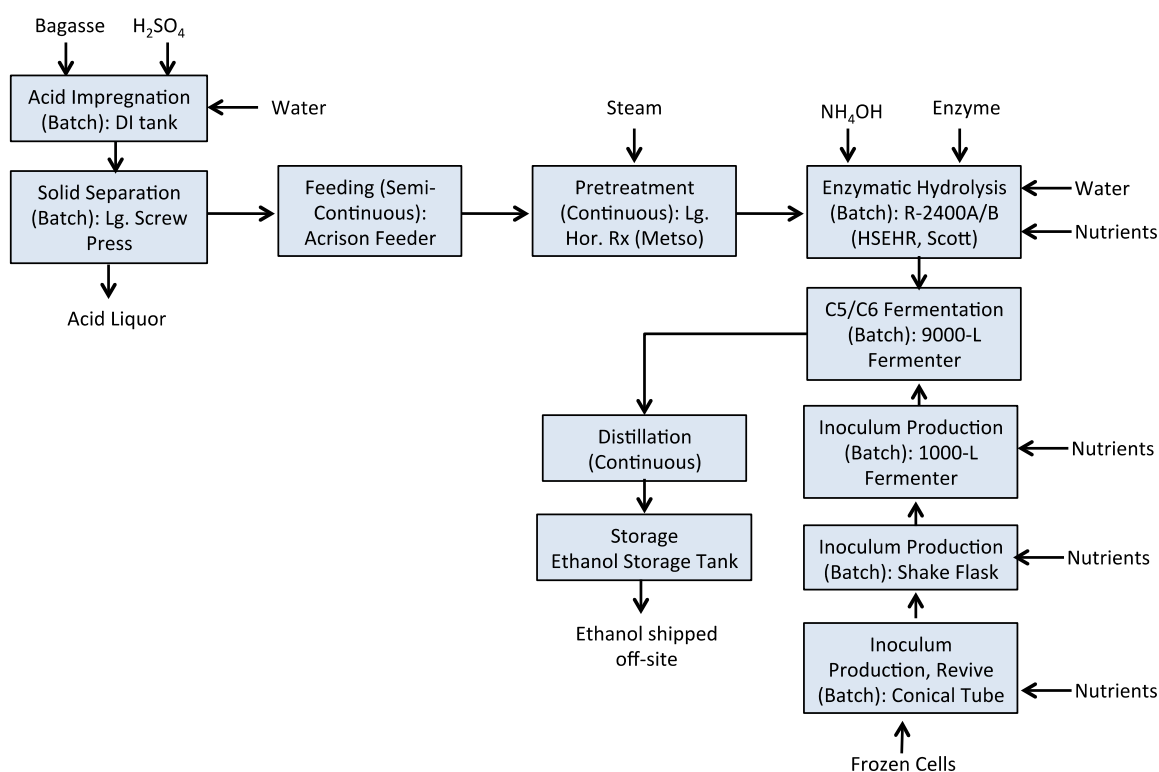 Bagasse
H₂SO₄
Acid Impregnation
(Batch): DI tank
Water
Solid Separation
(Batch): Lg. Screw
Press
Acid Liquor
Feeding (Semi-
Continuous):
Acrison Feeder
Steam
Pretreatment
(Continuous): Lg.
Hor. Rx (Metso)
NH₄OH
Enzyme
Enzymatic Hydrolysis
(Batch): R-2400A/B
(HSEHR, Scott)
Water
Nutrients
C5/C6 Fermentation
(Batch): 9000-L
Fermenter
Inoculum Production
(Batch): 1000-L
Fermenter
Nutrients
Inoculum Production
(Batch): Shake Flask
Nutrients
Inoculum
Production, Revive
(Batch): Conical Tube
Nutrients
Frozen Cells
Distillation
(Continuous)
Storage
Ethanol Storage Tank
Ethanol shipped
off-site